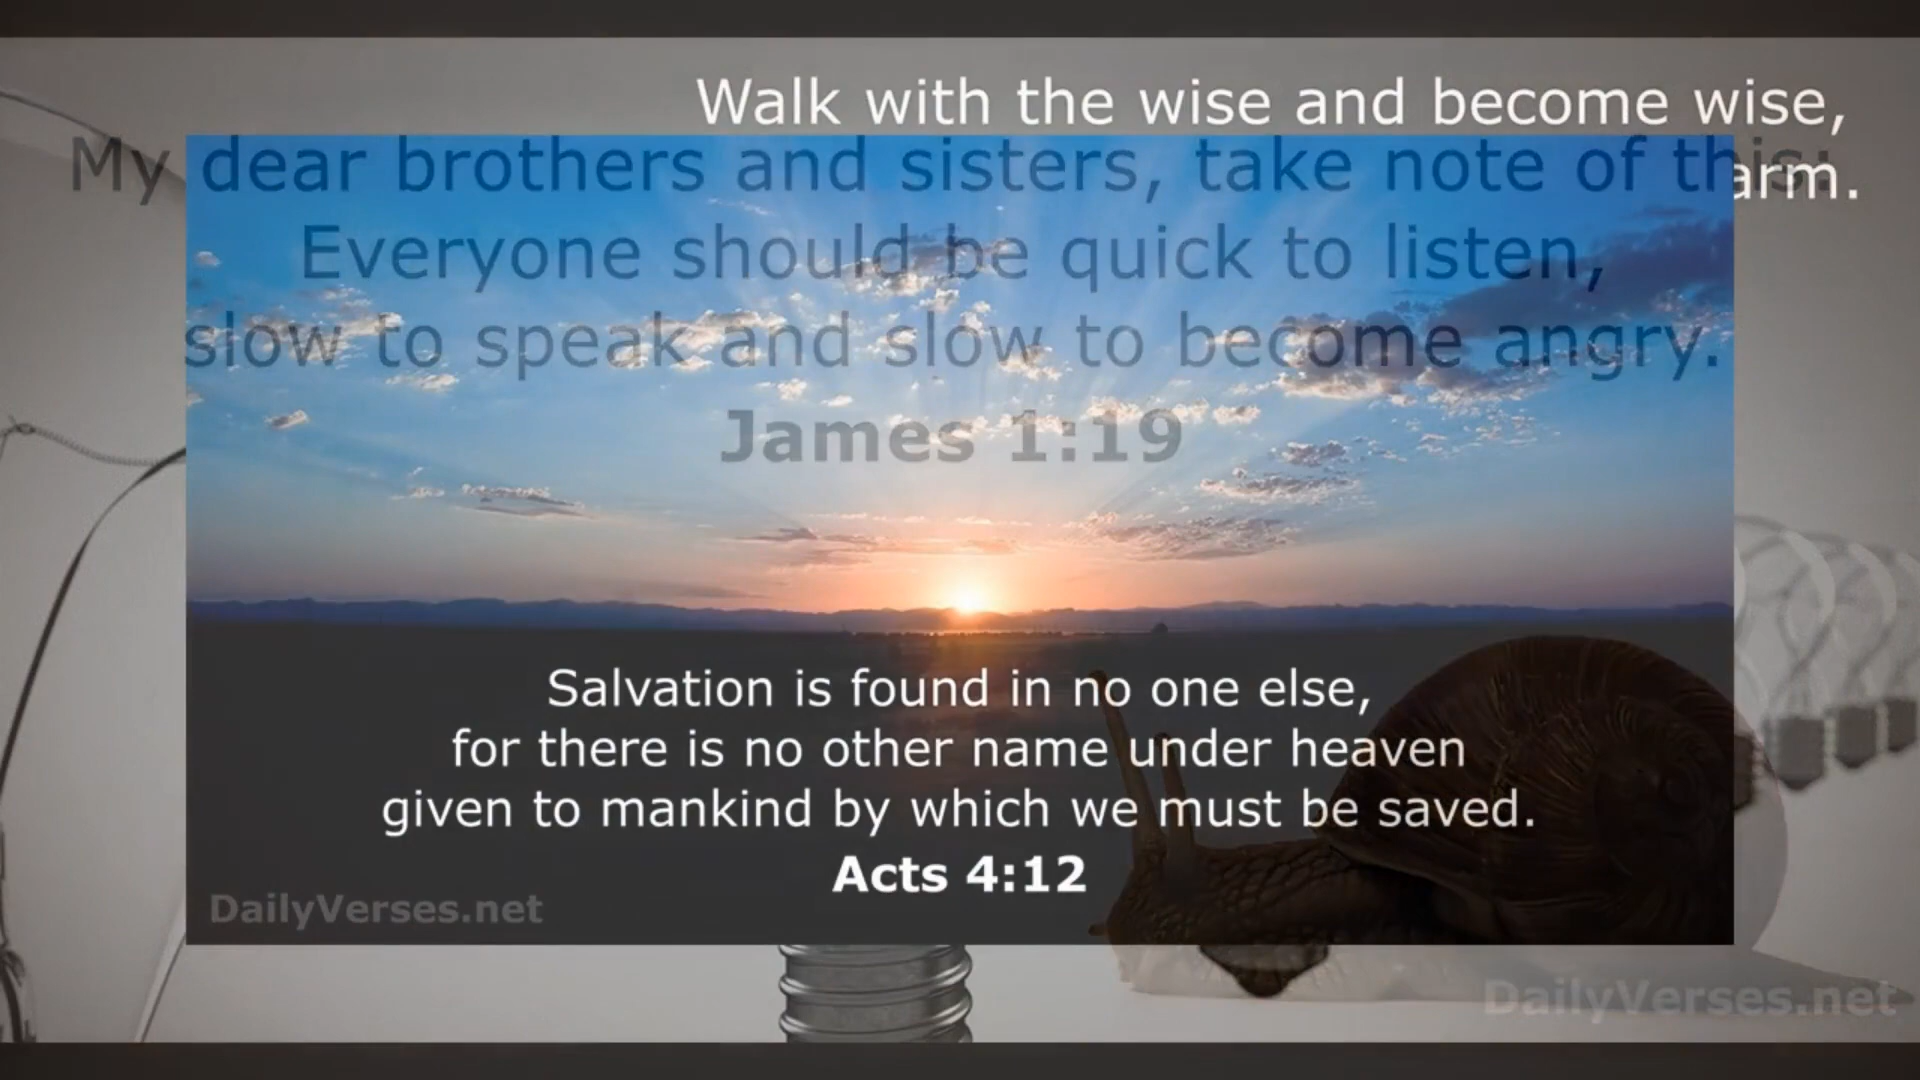 Walk with the wise and become wise,
arm.
My dear brothers and sisters, take note of this:
Everyone should be quick to listen,
slow to speak and slow to become angry.
James 1:19
Salvation is found in no one else,
for there is no other name under heaven
given to mankind by which we must be saved.
Acts 4:12
DailyVerses.net
DailyVerses.net